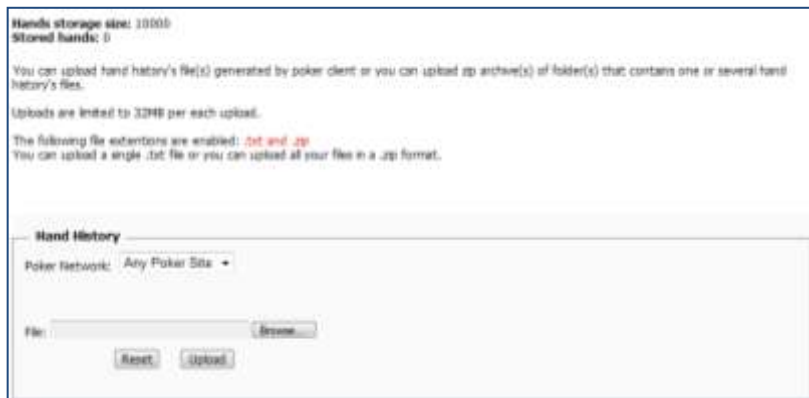 Hands storage size: 10000
Stored hands: 0
You can upload hand history's file(s) generated by poker client or you can upload zip archive(s) of folder(s) that contains one or several hand
history's files.
Uploads are limited to 32MB per each upload.
The following file extentions are enabled: .txt and .zip
You can upload a single .txt file or you can upload all your files in a .zip format.
Hand History
Poker Network: Any Poker Site
File: Browse...
Reset Upload